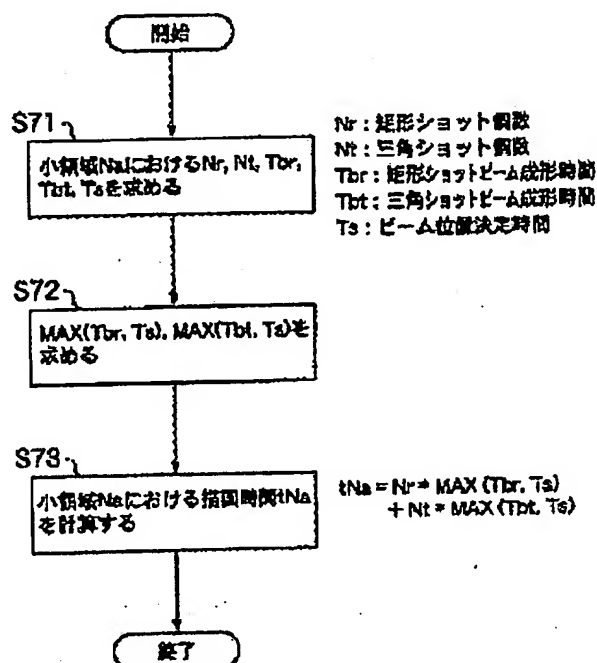 開始
S71
小領域Naにおける Nr, Nt, Tbr,
Tbt, Tsを求める
Nr : 矩形ショット個数
Nt : 三角ショット個数
Tbr : 矩形ショットビーム成形時間
Tbt : 三角ショットビーム成形時間
Ts : ビーム位置決定時間
S72
MAX(Tbr, Ts), MAX(Tbt, Ts)を
求める
S73
小領域Naにおける描画時間tNa
を計算する
tNa = Nr * MAX (Tbr, Ts)
+ Nt * MAX (Tbt, Ts)
終了